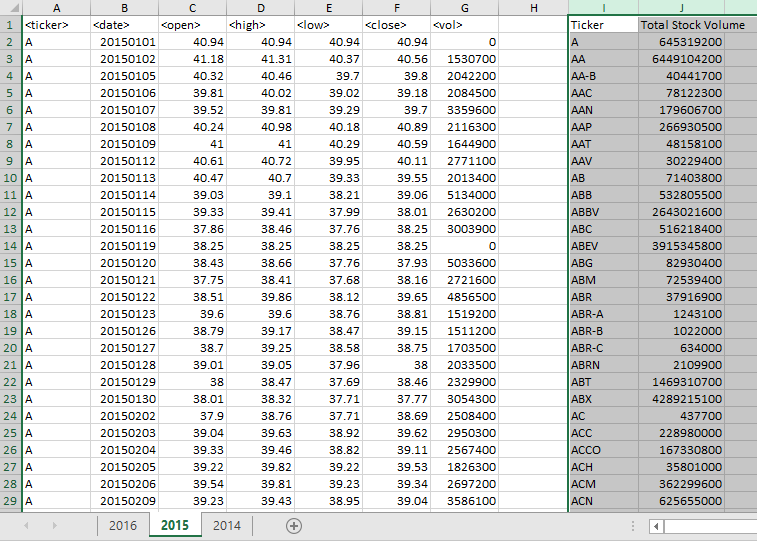 A B C D E F G H I J
1 <ticker> <date> <open> <high> <low> <close> <vol> Ticker Total Stock Volume
2 A 20150101 40.94 40.94 40.94 40.94 0 A 645319200
3 A 20150102 41.18 41.31 40.37 40.56 1530700 AA 6449104200
4 A 20150105 40.32 40.46 39.7 39.8 2042200 AA-B 40441700
5 A 20150106 39.81 40.02 39.02 39.18 2084500 AAC 78122300
6 A 20150107 39.52 39.81 39.29 39.7 3359600 AAN 179606700
7 A 20150108 40.24 40.98 40.18 40.89 2116300 AAP 266930500
8 A 20150109 41 41 40.29 40.59 1644900 AAT 48158100
9 A 20150112 40.61 40.72 39.95 40.11 2771100 AAV 30229400
10 A 20150113 40.47 40.7 39.33 39.55 2013400 AB 71403800
11 A 20150114 39.03 39.1 38.21 39.06 5134000 ABB 532805500
12 A 20150115 39.33 39.41 37.99 38.01 2630200 ABBV 2643021600
13 A 20150116 37.86 38.46 37.76 38.25 3003900 ABC 516218400
14 A 20150119 38.25 38.25 38.25 38.25 0 ABEV 3915345800
15 A 20150120 38.43 38.66 37.76 37.93 5033600 ABG 82930400
16 A 20150121 37.75 38.41 37.68 38.16 2721600 ABM 72539400
17 A 20150122 38.51 39.86 38.12 39.65 4856500 ABR 37916900
18 A 20150123 39.6 39.6 38.76 38.81 1519200 ABR-A 1243100
19 A 20150126 38.79 39.17 38.47 39.15 1511200 ABR-B 1022000
20 A 20150127 38.7 39.25 38.58 38.75 1703500 ABR-C 634000
21 A 20150128 39.01 39.05 37.96 38 2033500 ABRN 2109900
22 A 20150129 38 38.47 37.69 38.46 2329900 ABT 1469310700
23 A 20150130 38.01 38.32 37.71 37.77 3054300 ABX 4289215100
24 A 20150202 37.9 38.76 37.71 38.69 2508400 AC 437700
25 A 20150203 39.04 39.63 38.92 39.62 2950300 ACC 228980000
26 A 20150204 39.33 39.46 38.82 39.11 2567400 ACCO 167330800
27 A 20150205 39.22 39.82 39.22 39.53 1826300 ACH 35801000
28 A 20150206 39.54 39.81 39.23 39.34 2697200 ACM 362299600
29 A 20150209 39.23 39.43 38.95 39.04 3586100 ACN 625655000
2016 2015 2014